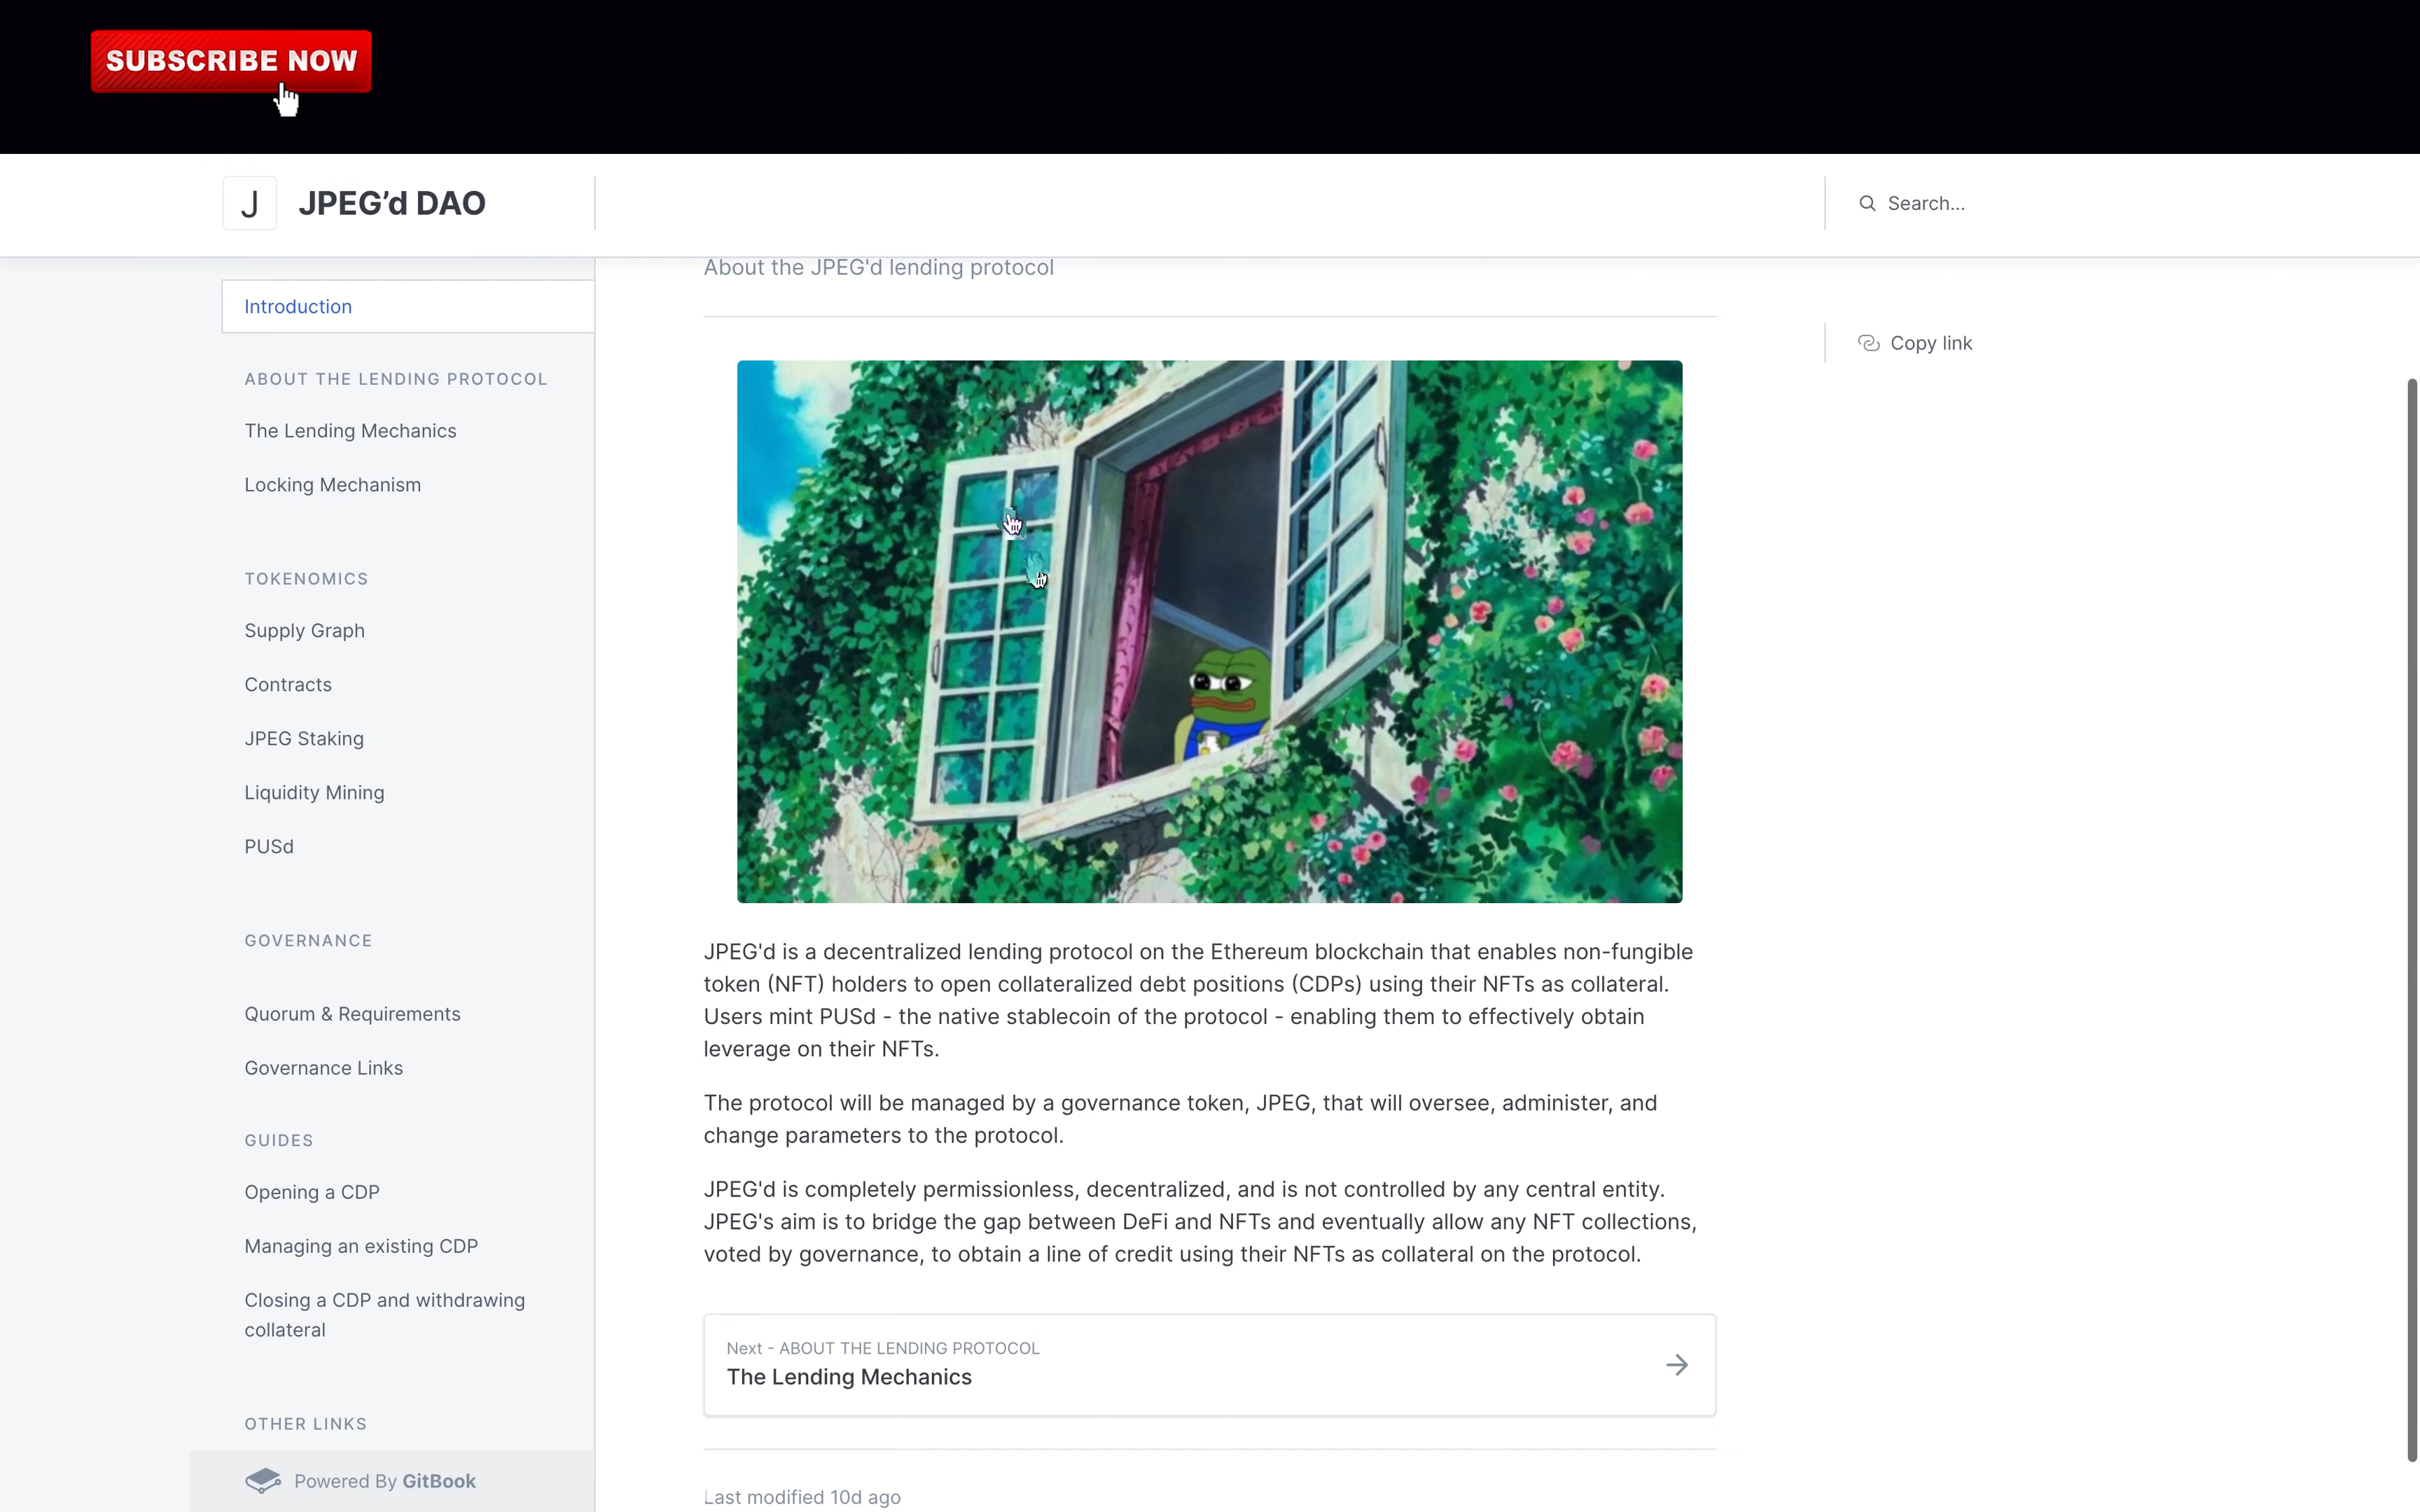 SUBSCRIBE NOW
J JPEG’d DAO
Search...
Introduction
ABOUT THE LENDING PROTOCOL
The Lending Mechanics
Locking Mechanism
TOKENOMICS
Supply Graph
Contracts
JPEG Staking
Liquidity Mining
PUSd
GOVERNANCE
Quorum & Requirements
Governance Links
GUIDES
Opening a CDP
Managing an existing CDP
Closing a CDP and withdrawing
collateral
OTHER LINKS
Powered By GitBook
About the JPEG'd lending protocol
Copy link
JPEG'd is a decentralized lending protocol on the Ethereum blockchain that enables non-fungible
token (NFT) holders to open collateralized debt positions (CDPs) using their NFTs as collateral.
Users mint PUSd - the native stablecoin of the protocol - enabling them to effectively obtain
leverage on their NFTs.
The protocol will be managed by a governance token, JPEG, that will oversee, administer, and
change parameters to the protocol.
JPEG'd is completely permissionless, decentralized, and is not controlled by any central entity.
JPEG's aim is to bridge the gap between DeFi and NFTs and eventually allow any NFT collections,
voted by governance, to obtain a line of credit using their NFTs as collateral on the protocol.
Next - ABOUT THE LENDING PROTOCOL
The Lending Mechanics
Last modified 10d ago